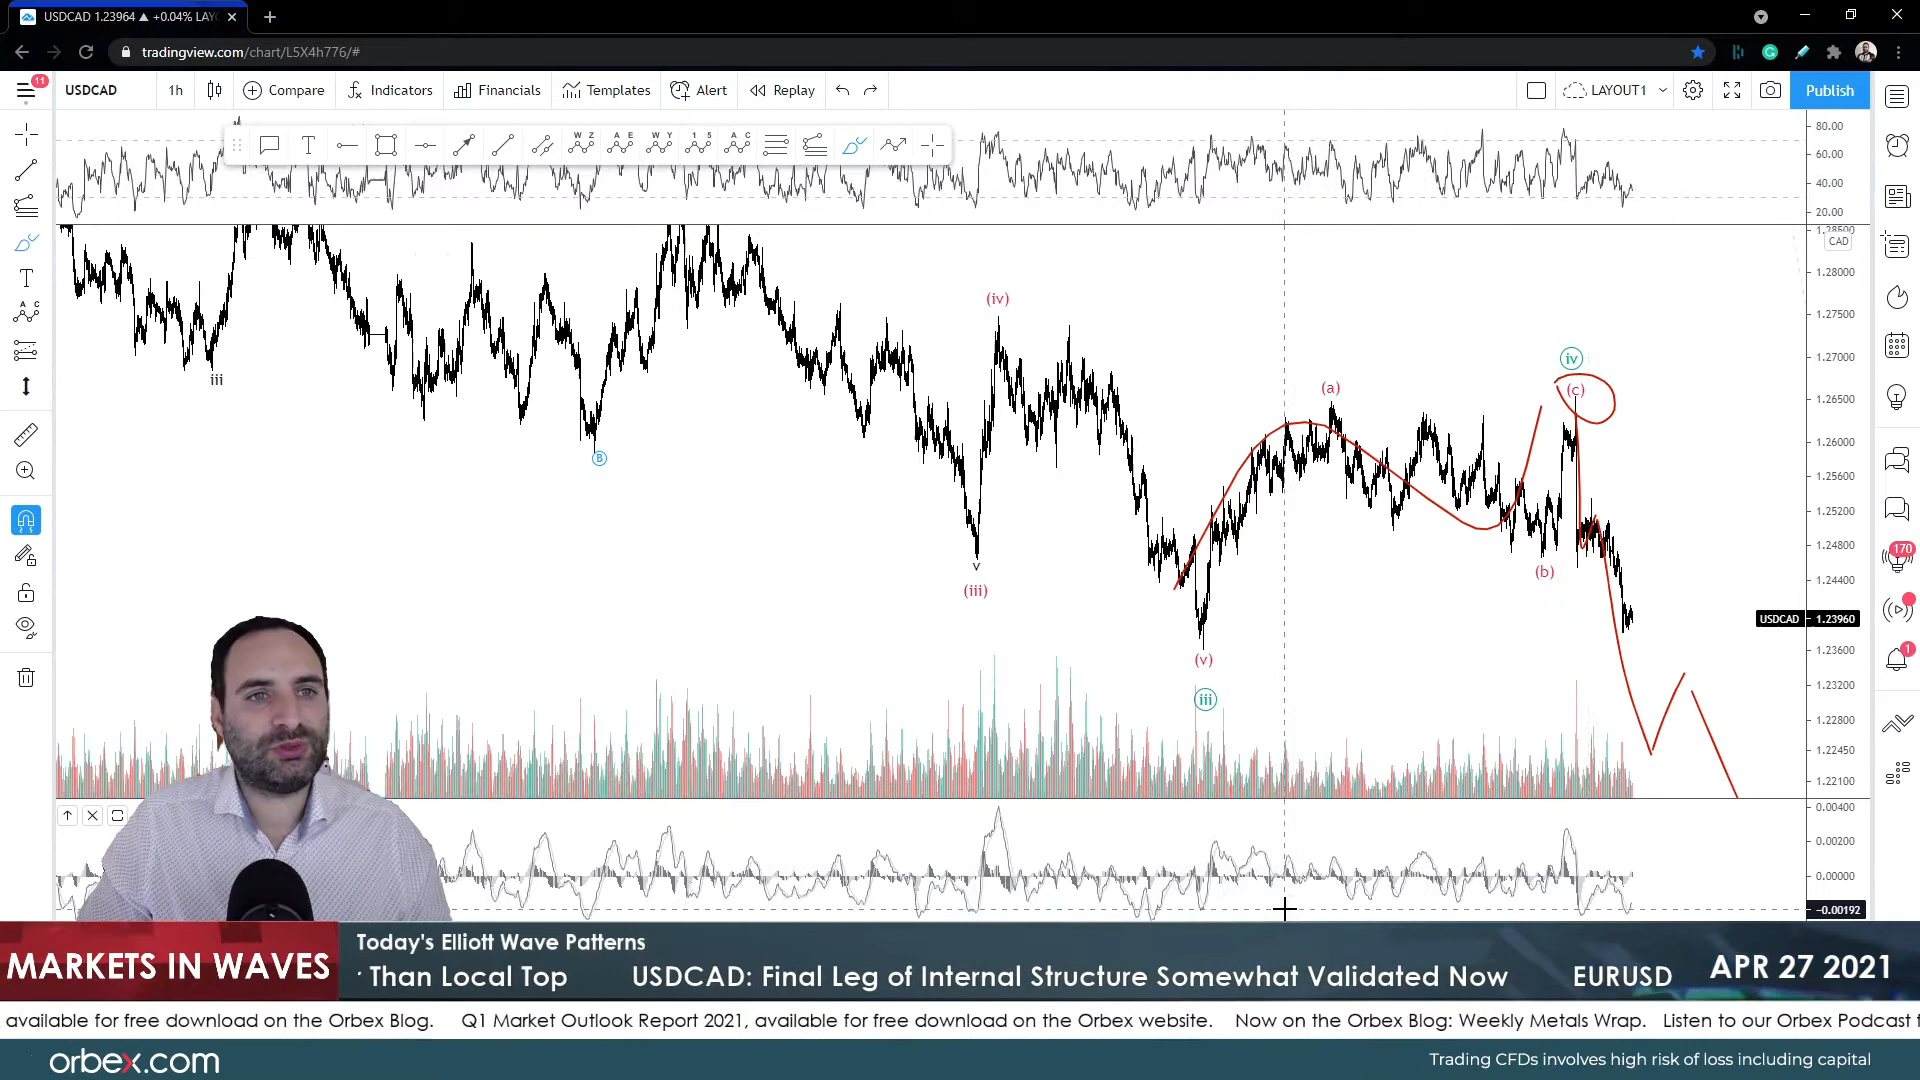 USDCAD 1.23964 ▲ +0.04% LAY
tradingview.com/chart/L5X4h776/#
11
USDCAD 1h Compare Indicators Financials Templates Alert Replay LAYOUT1 Publish
W Z A E W Y 1 5 A C
A C
80.00
60.00
40.00
20.00
1.28500
CAD
1.28000
1.27500
1.27000
1.26500
1.26000
1.25600
1.25200
1.24800
1.24400
USDCAD 1.23960
1.23600
1.23200
1.22800
1.22450
1.22100
0.00400
0.00200
0.00000
−0.00192
iii
B
(iv)
v
(iii)
(v)
iii
(a)
(b)
iv
(c)
170
1
MARKETS IN WAVES
Today's Elliott Wave Patterns
Than Local Top USDCAD: Final Leg of Internal Structure Somewhat Validated Now EURUSD
APR 27 2021
available for free download on the Orbex Blog. Q1 Market Outlook Report 2021, available for free download on the Orbex website. Now on the Orbex Blog: Weekly Metals Wrap. Listen to our Orbex Podcast f
orbex.com
Trading CFDs involves high risk of loss including capital